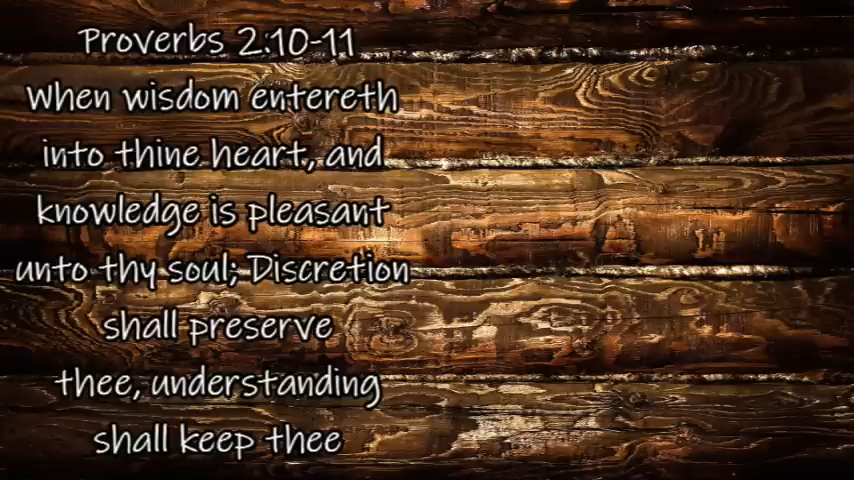 Proverbs 2:10-11
When wisdom entereth
into thine heart, and
knowledge is pleasant
unto thy soul; Discretion
shall preserve
thee, understanding
shall keep thee